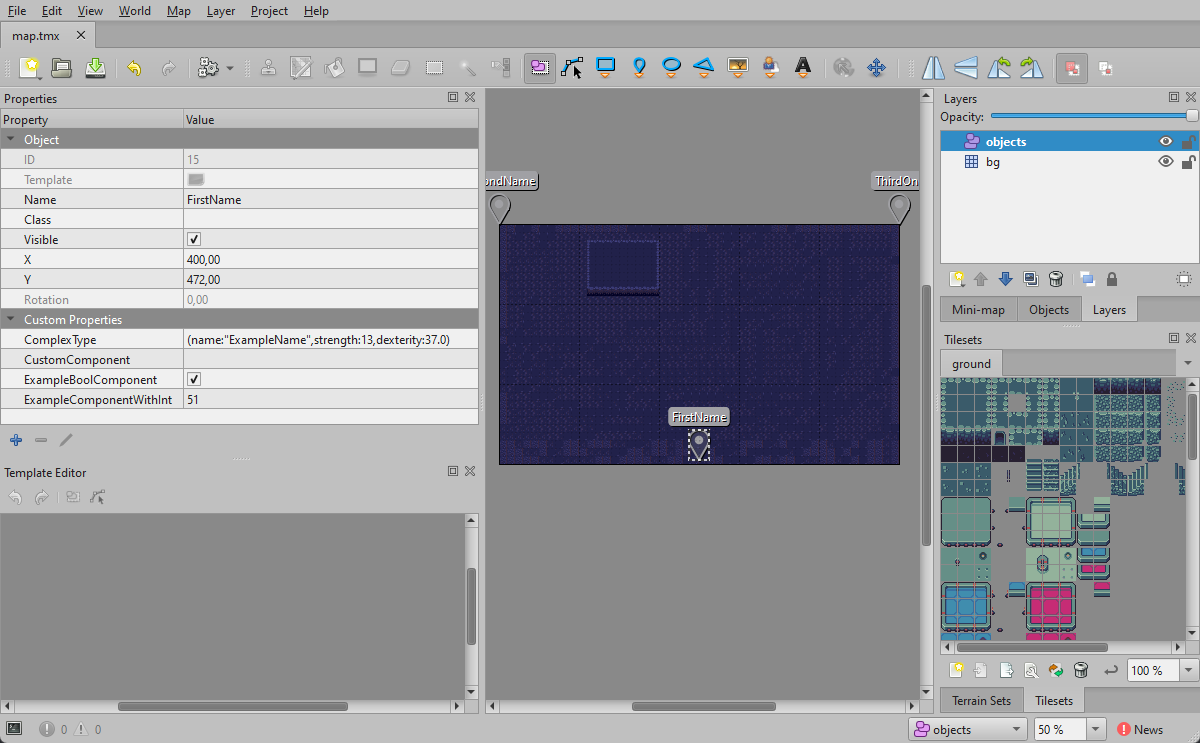 File Edit View World Map Layer Project Help
map.tmx
Properties
Property Value
Object
ID 15
Template
Name FirstName
Class
Visible
X 400,00
Y 472,00
Rotation 0,00
Custom Properties
ComplexType (name:"ExampleName",strength:13,dexterity:37.0)
CustomComponent
ExampleBoolComponent
ExampleComponentWithInt 51
Template Editor
0 0
ondName
ThirdOn
FirstName
Layers
Opacity:
objects
bg
Mini-map Objects Layers
Tilesets
ground
100 %
Terrain Sets Tilesets
objects 50 % News